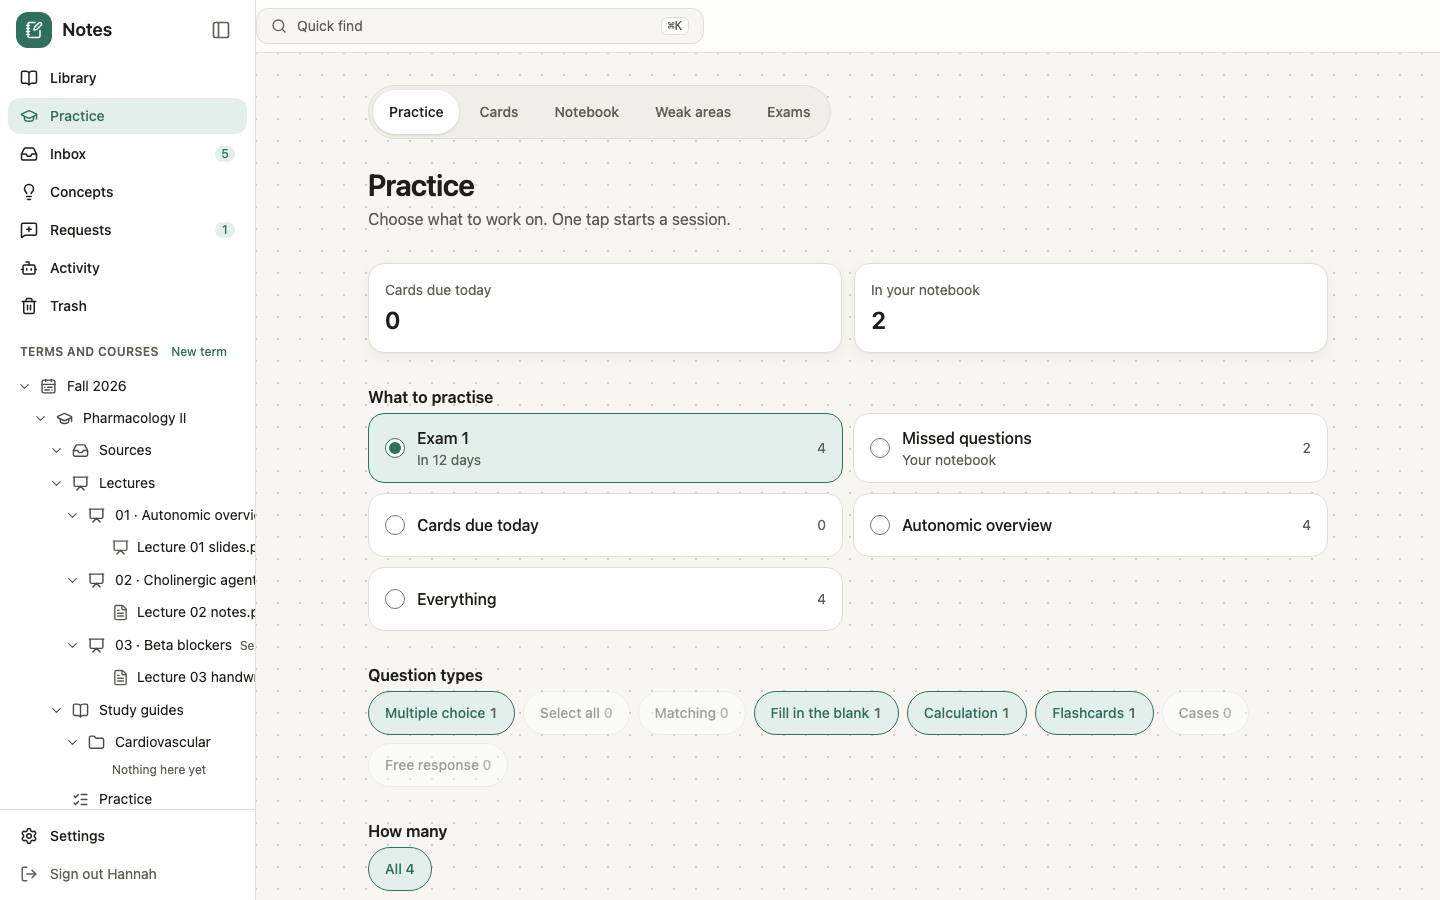 Notes
Library
Practice
Inbox 5
Concepts
Requests 1
Activity
Trash
TERMS AND COURSES New term
Fall 2026
Pharmacology II
Sources
Lectures
01 · Autonomic overvi
Lecture 01 slides.p
02 · Cholinergic agent
Lecture 02 notes.p
03 · Beta blockers Se
Lecture 03 handw
Study guides
Cardiovascular
Nothing here yet
Practice
Settings
Sign out Hannah
Quick find ⌘K
Practice Cards Notebook Weak areas Exams
Practice
Choose what to work on. One tap starts a session.
Cards due today
0
In your notebook
2
What to practise
Exam 1
In 12 days
4
Missed questions
Your notebook
2
Cards due today 0
Autonomic overview 4
Everything 4
Question types
Multiple choice 1 Select all 0 Matching 0 Fill in the blank 1 Calculation 1 Flashcards 1 Cases 0
Free response 0
How many
All 4